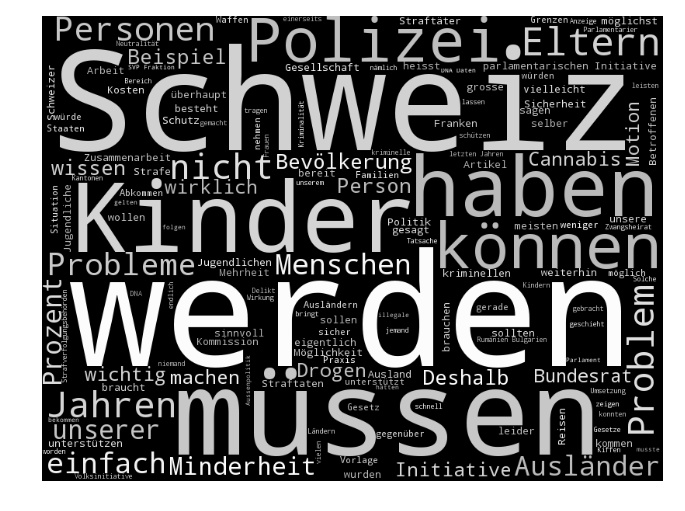 Waffen
einerseits
Straftäter
Grenzen
Anzeige
möglichst
Parlamentarier
Personen
Polizei
Eltern
Neutralität
Beispiel
Schweiz
SVP Fraktion
Arbeit
Gesellschaft
nämlich
heisst
DNA Daten
parlamentarischen
Initiative
Bereich
Kosten
Schweizer
überhaupt
grosse
würden
vielleicht
leisten
besteht
tragen
lassen
Sicherheit
würde
Schutz
gemacht
nehmen
Frauen
Kriminalität
Franken
sagen
Staaten
schützen
selber
Motion
Betroffenen
Zusammenarbeit
nicht
Bevölkerung
kriminelle
letzten Jahren
Cannabis
wissen
Strafe
bereit
Familien
Artikel
haben
Kantonen
unserem
Situation
Jugendliche
Abkommen
wirklich
Person
gelten
Kinder
wollen
folgen
Politik
gesagt
meisten
weniger
unsere
Zwangsheirat
Tatsache
können
Probleme
Jugendlichen
Mehrheit
Menschen
kriminellen
weiterhin
möglich
Solche
Prozent
Strafverfolgungsbehörden
DNA
endlich
Delikt
Wirkung
Ausländern
bringt
illegale
jemand
gerade
Kindern
gebracht
werden
sollen
sicher
brauchen
sollten
geschieht
Problem
sinnvoll
Kommission
eigentlich
Möglichkeit
Praxis
Rumänien Bulgarien
niemand
Aussenpolitik
Drogen
Ausland
Parlament
wichtig
machen
unterstützt
Deshalb
Bundesrat
braucht
Straftaten
hätten
Umsetzung
Jahren
müssen
Gesetz
schnell
zeigen
konnten
bekommen
Ländern
Reisen
Gesetze
unserer
gegenüber
leider
Kiffen
unterstützen
vielen
kommen
worden
musste
einfach
Minderheit
Vorlage
Initiative
Ausländer
Volksinitiative
wurden